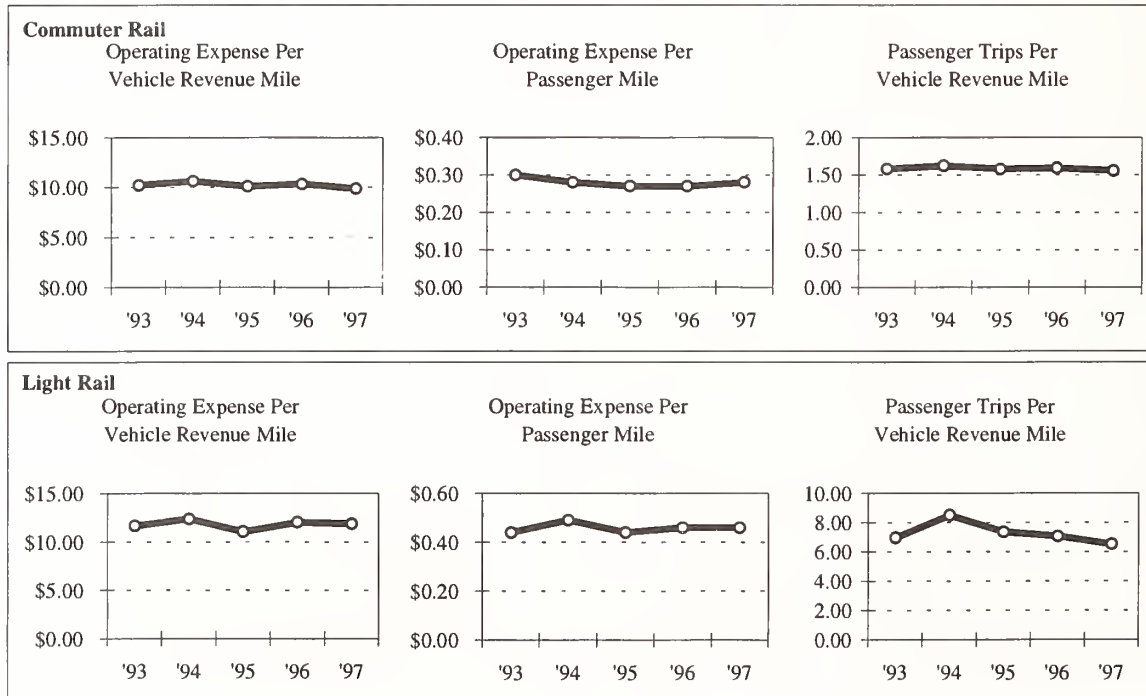 Commuter Rail
Operating Expense Per
Vehicle Revenue Mile
$15.00
$10.00
$5.00
$0.00
'93 '94 '95 '96 '97
Operating Expense Per
Passenger Mile
$0.40
$0.30
$0.20
$0.10
$0.00
'93 '94 '95 '96 '97
Passenger Trips Per
Vehicle Revenue Mile
2.00
1.50
1.00
0.50
0.00
'93 '94 '95 '96 '97
Light Rail
Operating Expense Per
Vehicle Revenue Mile
$15.00
$10.00
$5.00
$0.00
'93 '94 '95 '96 '97
Operating Expense Per
Passenger Mile
$0.60
$0.40
$0.20
$0.00
'93 '94 '95 '96 '97
Passenger Trips Per
Vehicle Revenue Mile
10.00
8.00
6.00
4.00
2.00
0.00
'93 '94 '95 '96 '97